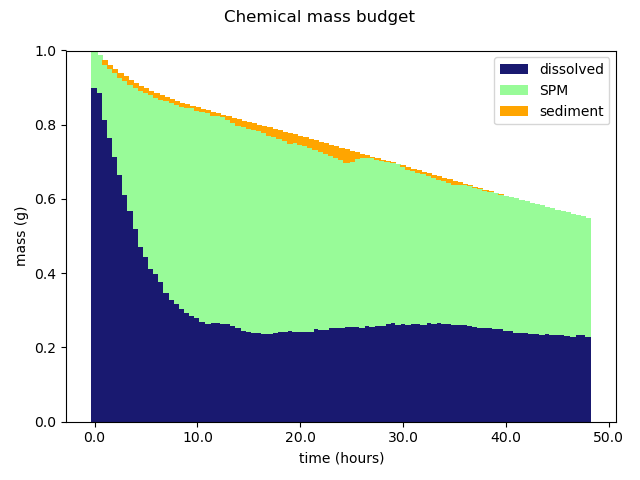 Chemical mass budget
1.0
0.8
0.6
0.4
0.2
0.0
mass (g)
dissolved
SPM
sediment
0.0 10.0 20.0 30.0 40.0 50.0
time (hours)